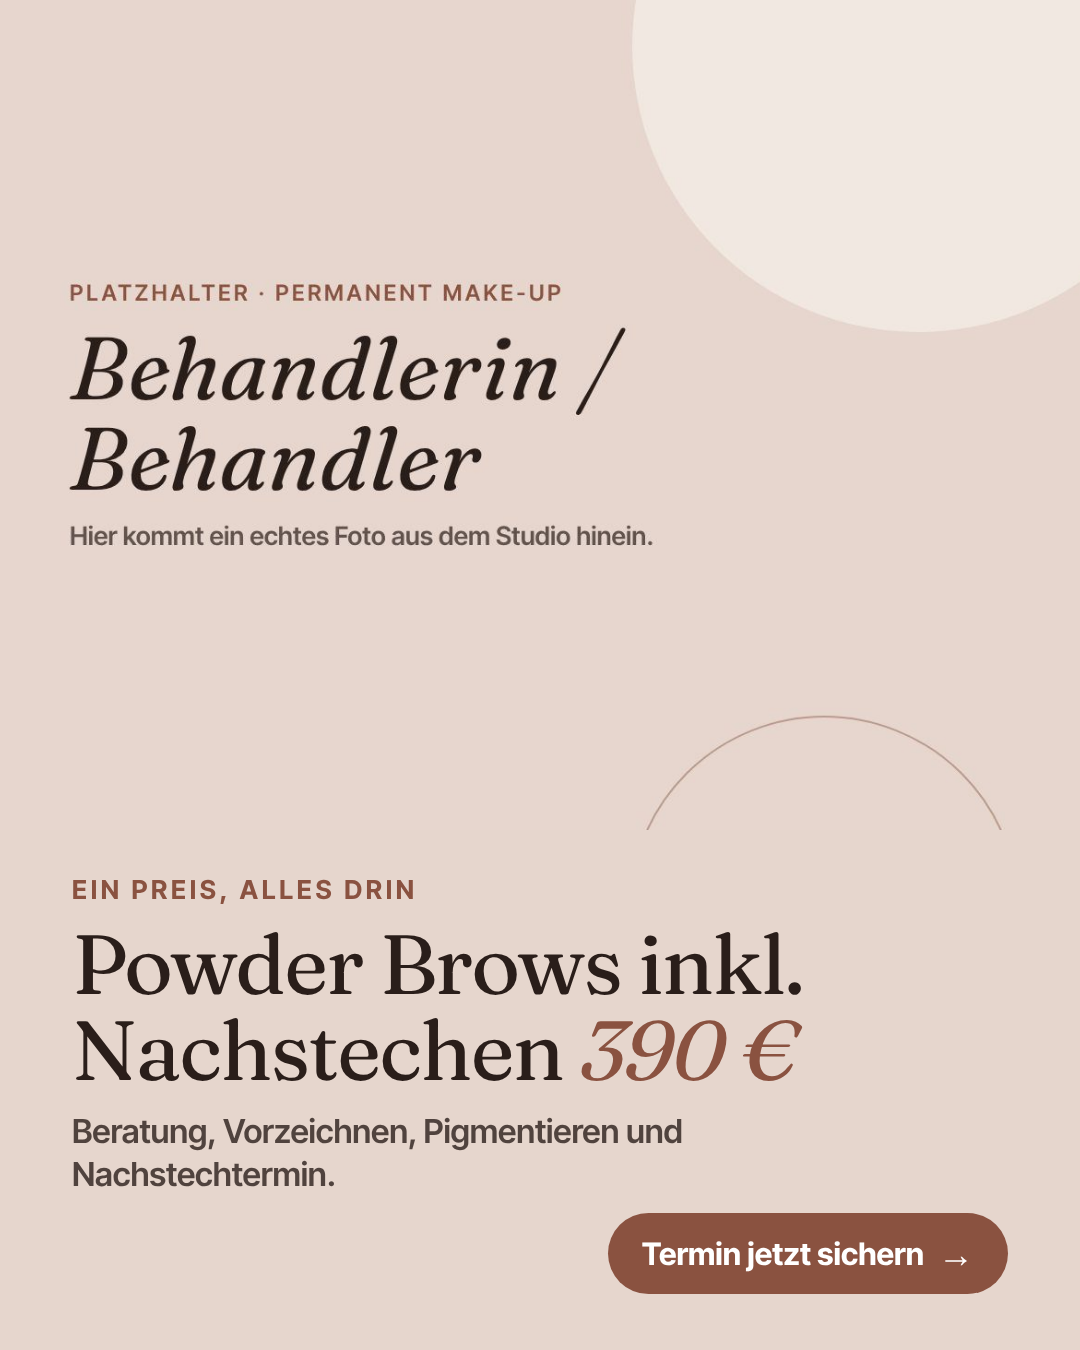 PLATZHALTER · PERMANENT MAKE-UP
Behandlerin /
Behandler
Hier kommt ein echtes Foto aus dem Studio hinein.
EIN PREIS, ALLES DRIN
Powder Brows inkl.
Nachstechen 390 €
Beratung, Vorzeichnen, Pigmentieren und
Nachstechtermin.
Termin jetzt sichern →